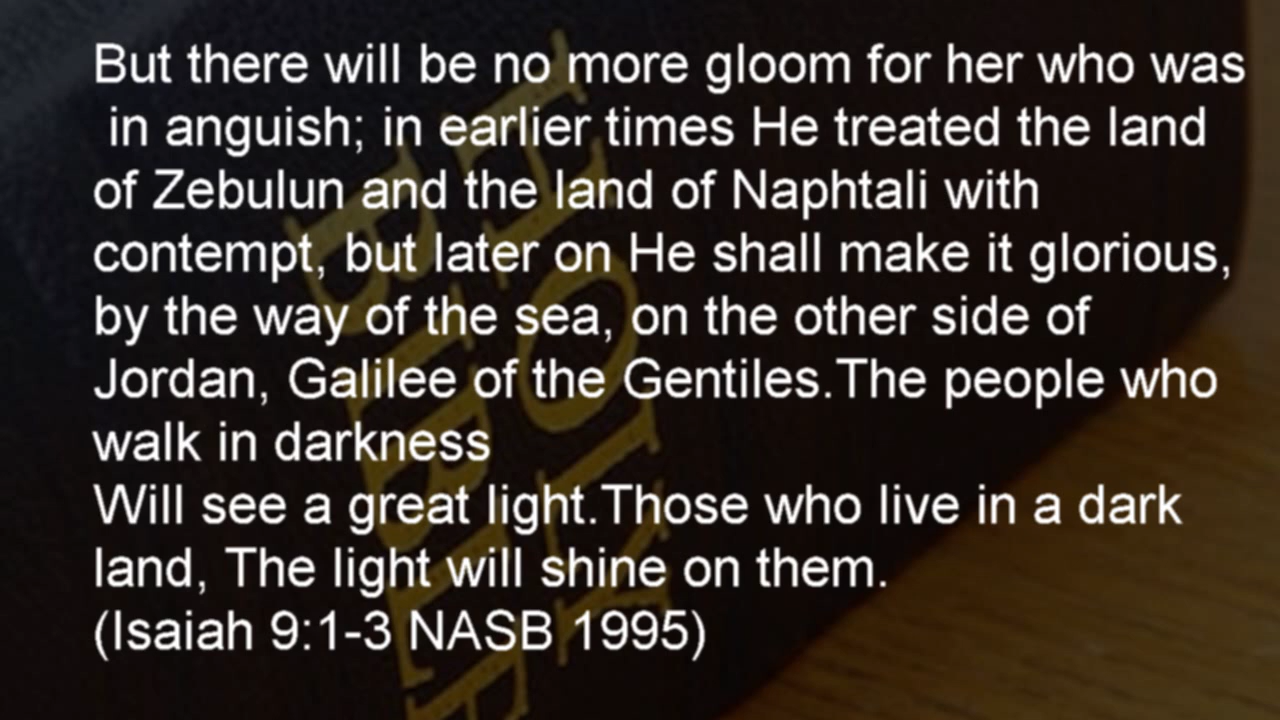 But there will be no more gloom for her who was
in anguish; in earlier times He treated the land
of Zebulun and the land of Naphtali with
contempt, but later on He shall make it glorious,
by the way of the sea, on the other side of
Jordan, Galilee of the Gentiles.The people who
walk in darkness
Will see a great light.Those who live in a dark
land, The light will shine on them.
(Isaiah 9:1-3 NASB 1995)
HOLY
BIBLE